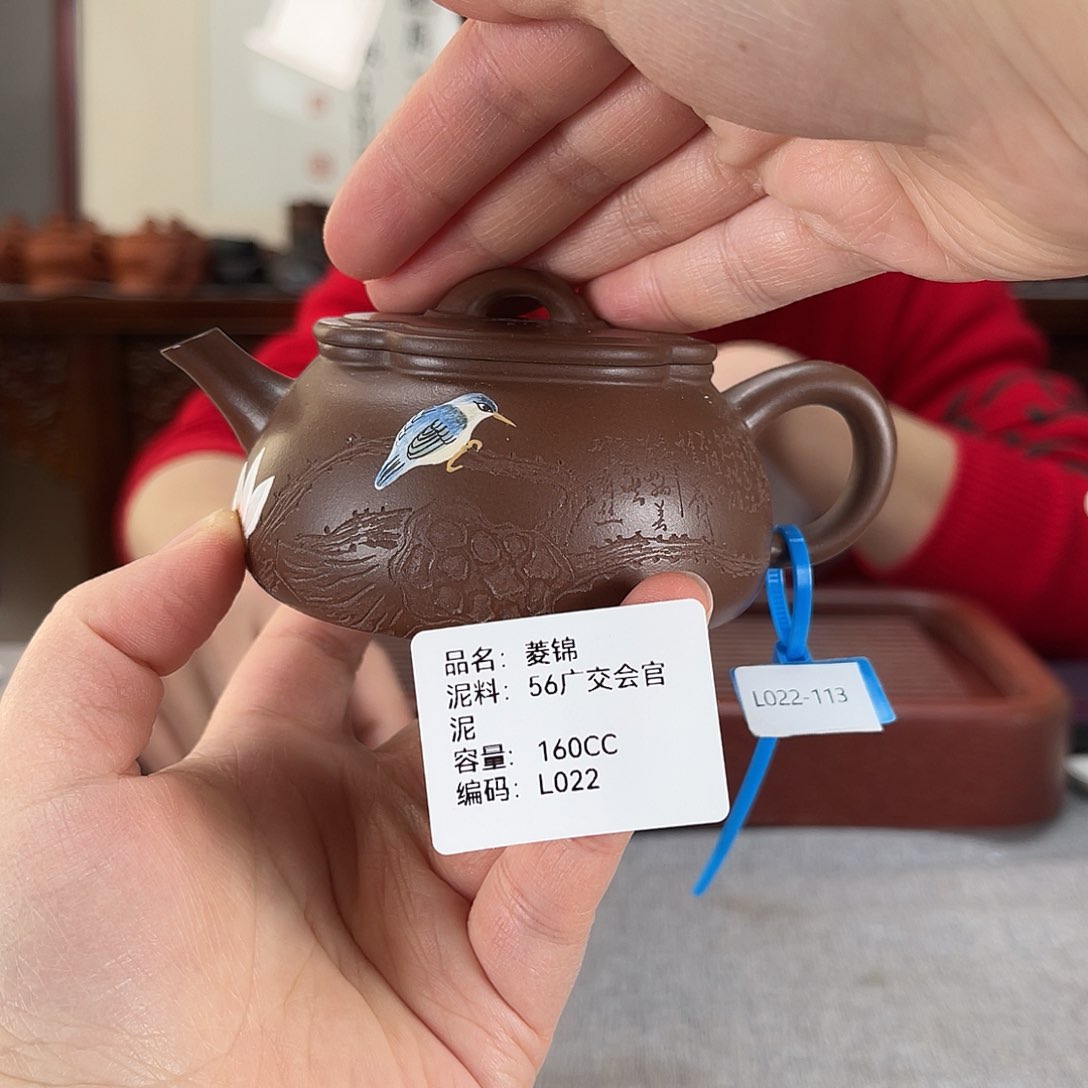 品名：菱锦
泥料：56广交会官
泥
容量：160CC
编码：L022
L022-113